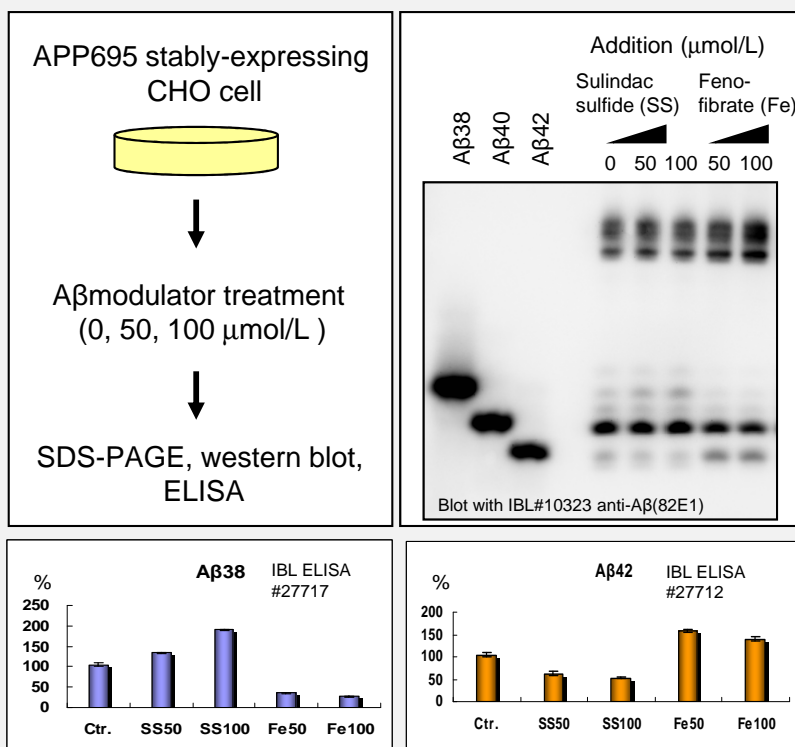 APP695 stably-expressing
CHO cell
Aβmodulator treatment
(0, 50, 100 μmol/L )
SDS-PAGE, western blot,
ELISA
Addition (μmol/L)
Sulindac
sulfide (SS)
Feno-
fibrate (Fe)
Aβ38
Aβ40
Aβ42
0 50 100 50 100
Blot with IBL#10323 anti-Aβ(82E1)
% Aβ38 IBL ELISA
#27717
250
200
150
100
50
0
Ctr. SS50 SS100 Fe50 Fe100
% Aβ42 IBL ELISA
#27712
200
150
100
50
0
Ctr. SS50 SS100 Fe50 Fe100